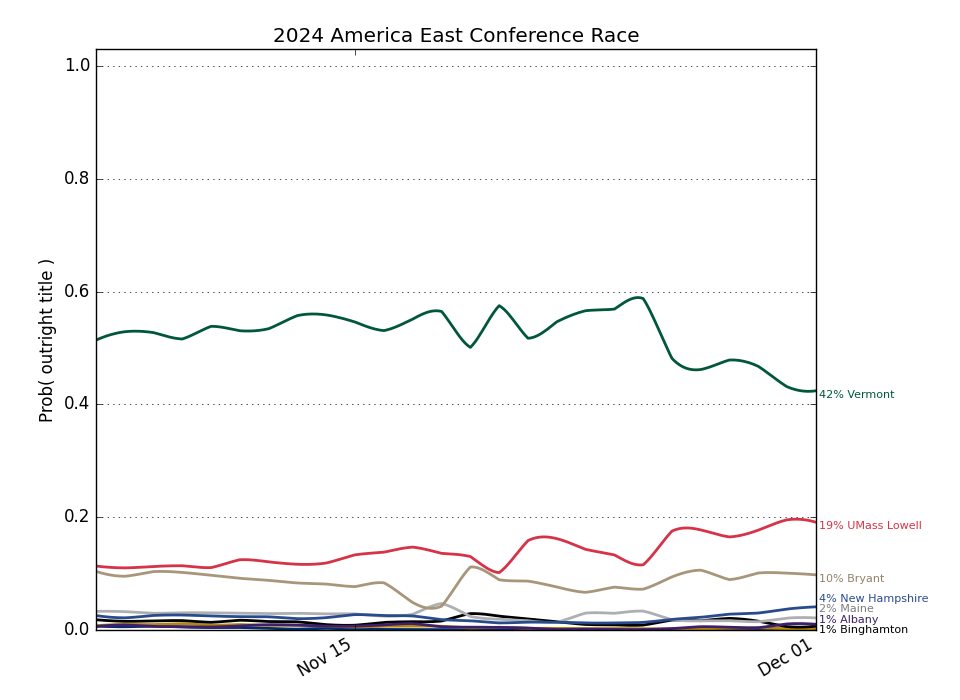 2024 America East Conference Race
Prob( outright title )
1.0
0.8
0.6
0.4
0.2
0.0
42% Vermont
19% UMass Lowell
10% Bryant
4% New Hampshire
2% Maine
1% Albany
1% Binghamton
Nov 15
Dec 01